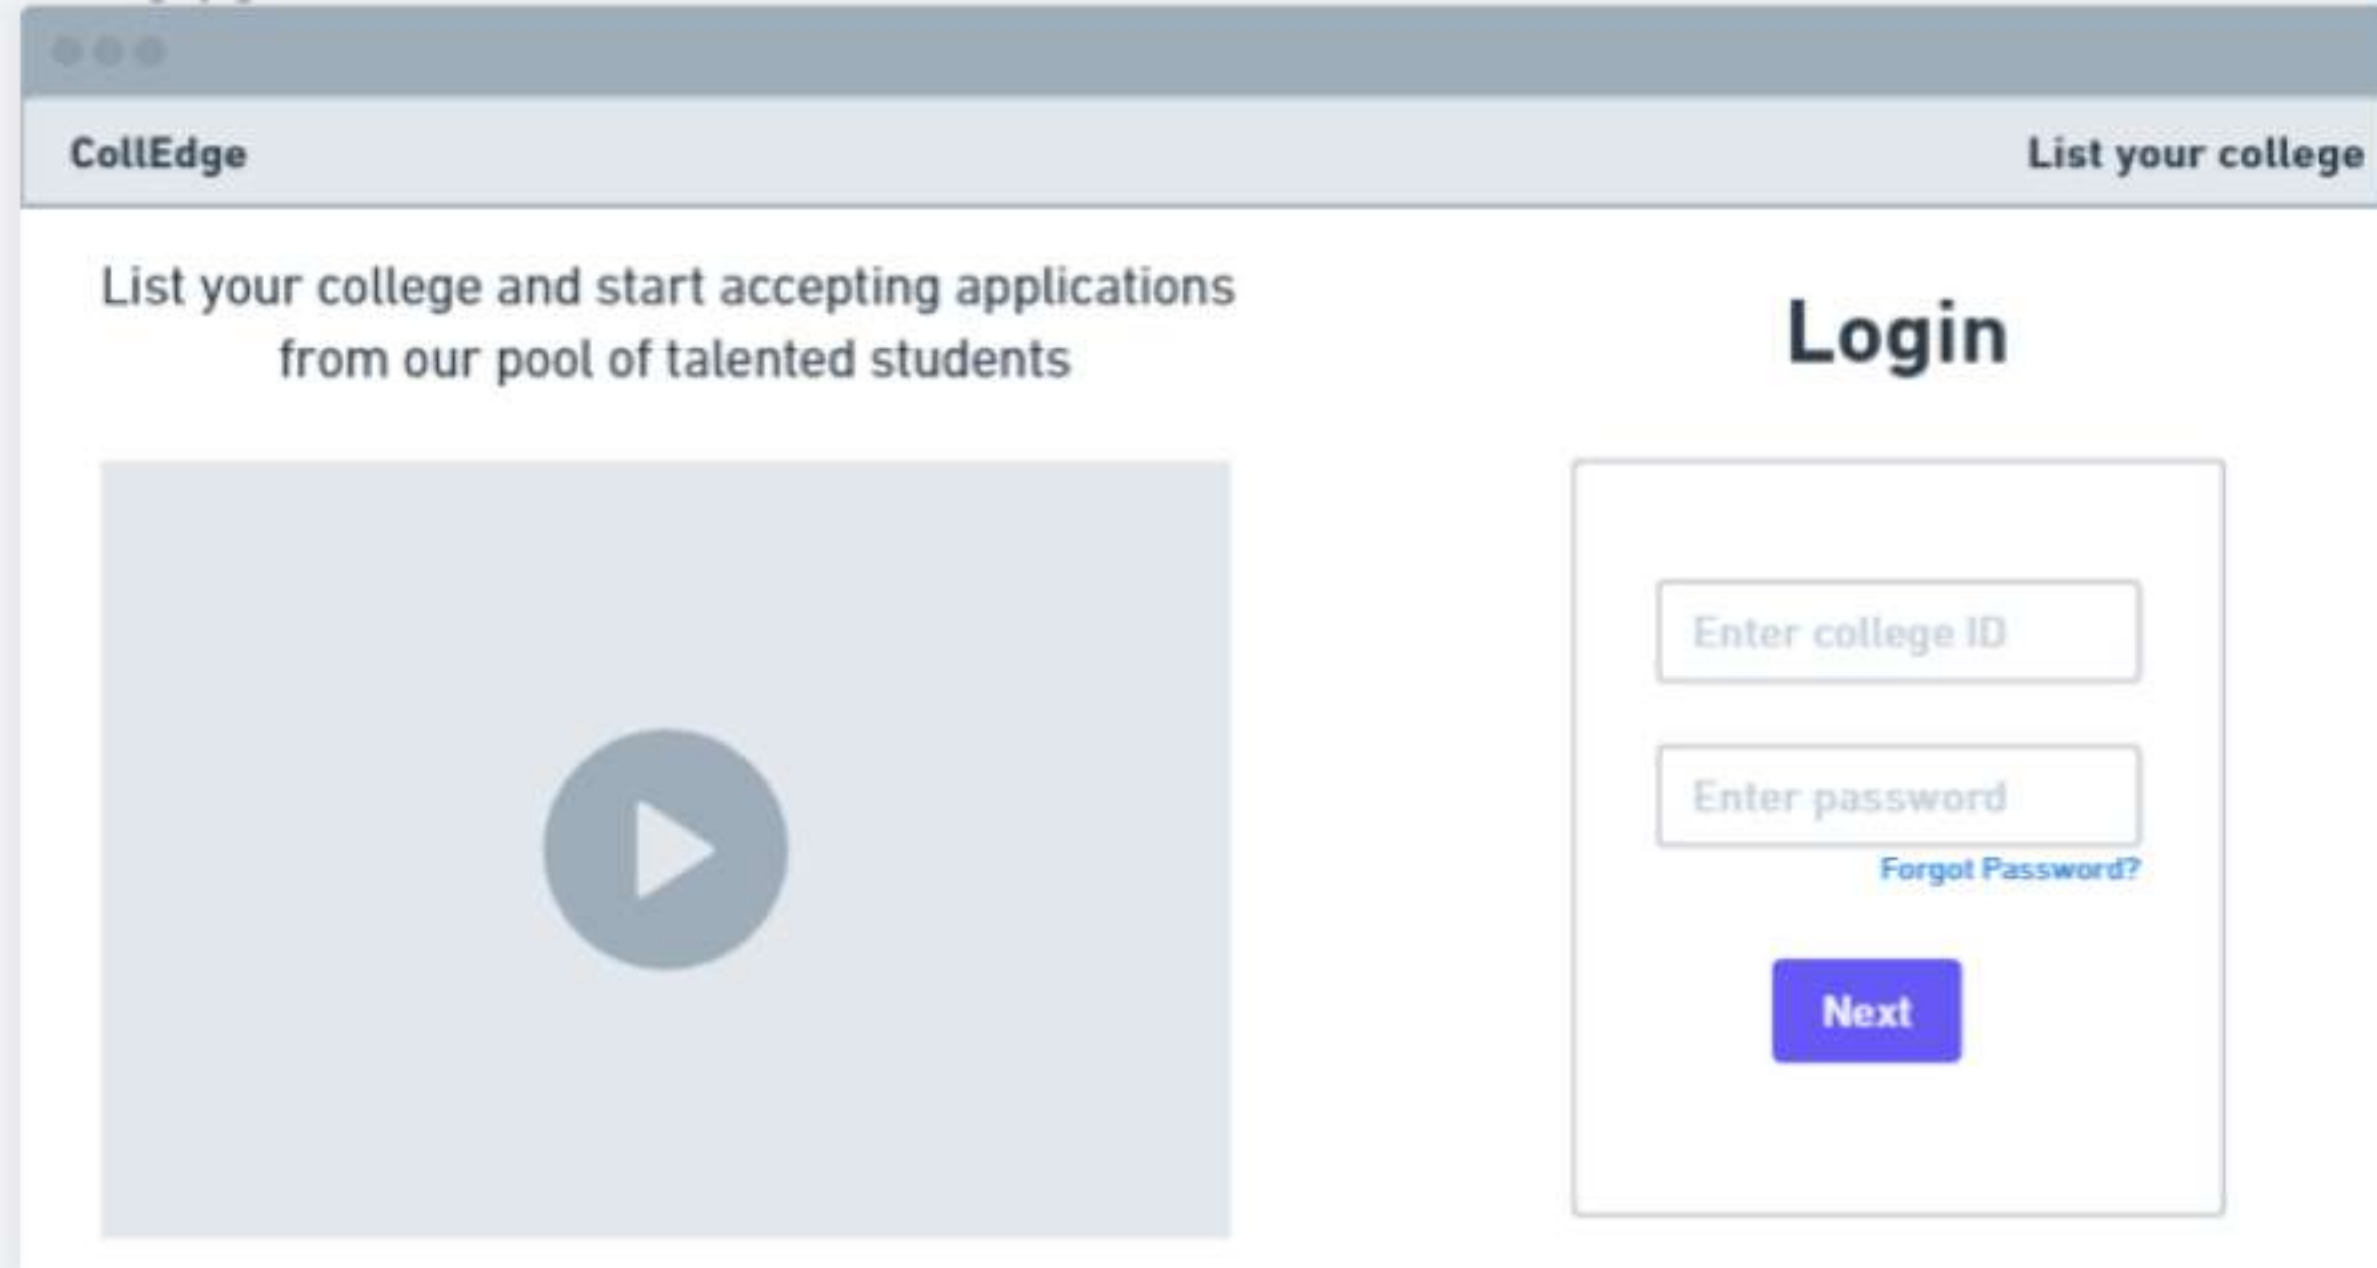 CollEdge
List your college
List your college and start accepting applications
from our pool of talented students
Login
Enter college ID
Enter password
Forgot Password?
Next